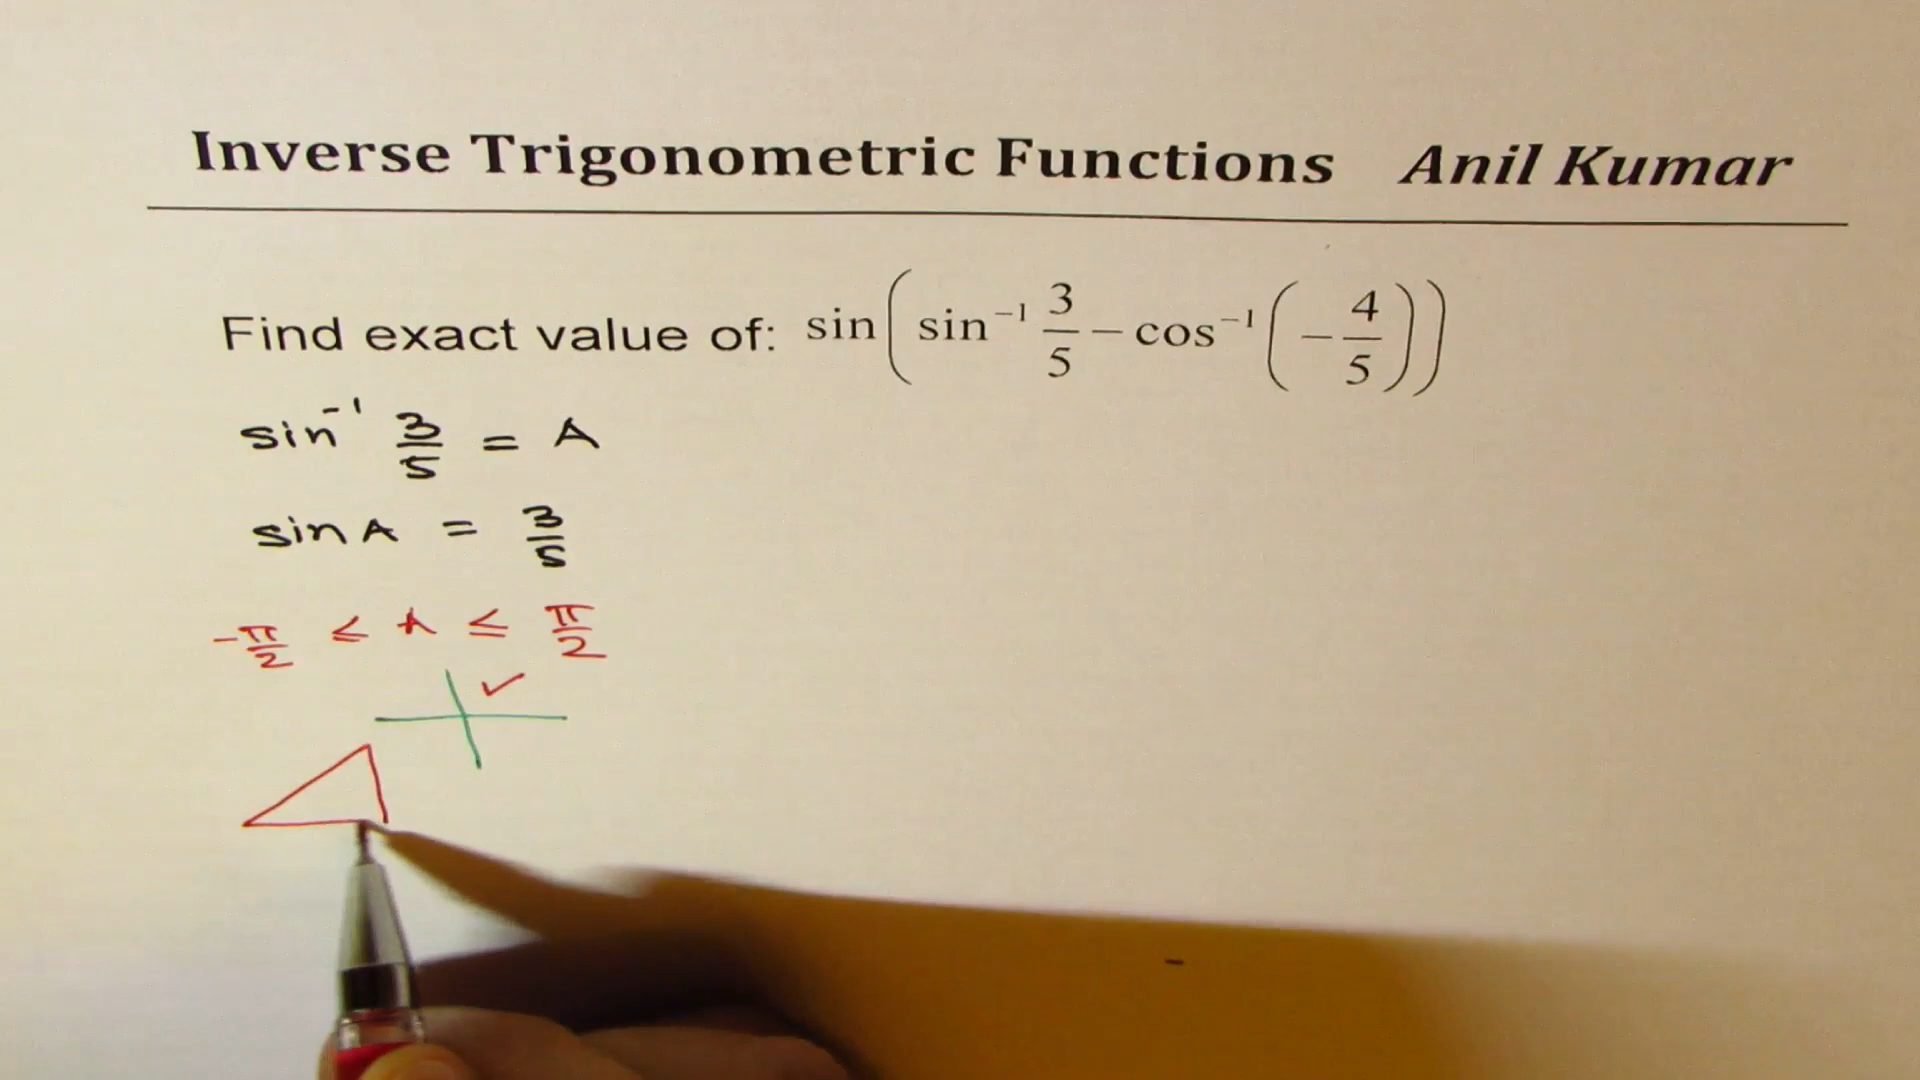 Inverse Trigonometric Functions Anil Kumar
Find exact value of: sin(sin⁻¹ 3/5 − cos⁻¹(−4/5))
sin⁻¹ 3/5 = A
sin A = 3/5
-π/2 ≤ A ≤ π/2